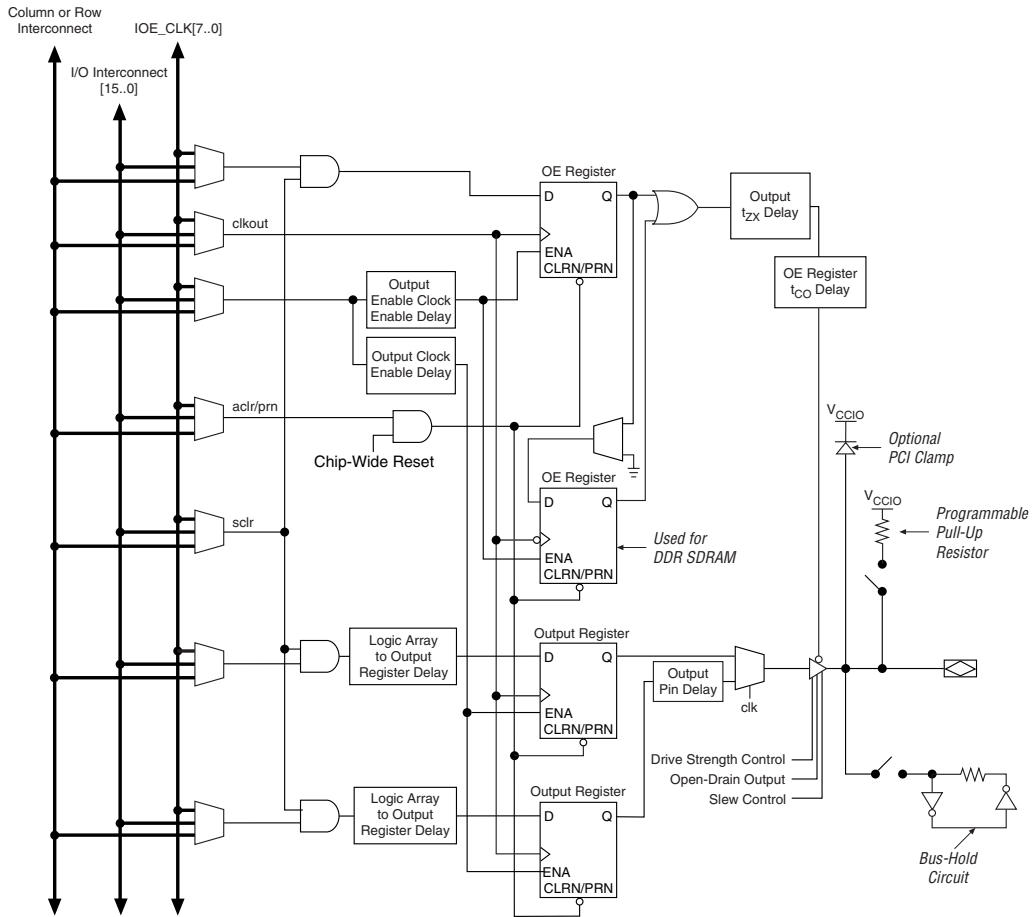 Column or Row
Interconnect
IOE_CLK[7..0]
I/O Interconnect
[15..0]
OE Register
D
Q
ENA
CLRN/PRN
Output
tZX Delay
clkout
OE Register
tCO Delay
Output
Enable Clock
Enable Delay
Output Clock
Enable Delay
aclr/prn
Chip-Wide Reset
VCCIO
Optional
PCI Clamp
OE Register
D
Q
ENA
CLRN/PRN
Used for
DDR SDRAM
VCCIO
Programmable
Pull-Up
Resistor
sclr
Logic Array
to Output
Register Delay
Output Register
D
Q
ENA
CLRN/PRN
Output
Pin Delay
clk
Drive Strength Control
Open-Drain Output
Slew Control
Logic Array
to Output
Register Delay
Output Register
D
Q
ENA
CLRN/PRN
Bus-Hold
Circuit